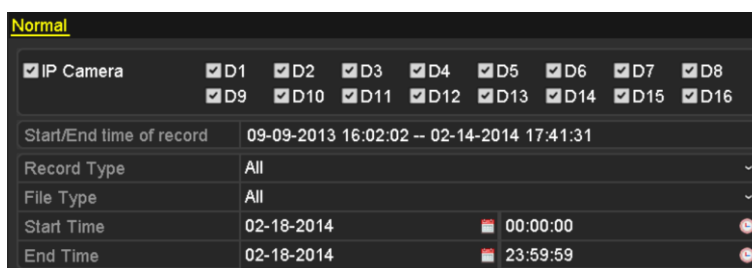 Normal
IP Camera D1 D2 D3 D4 D5 D6 D7 D8
D9 D10 D11 D12 D13 D14 D15 D16
Start/End time of record 09-09-2013 16:02:02 -- 02-14-2014 17:41:31
Record Type All
File Type All
Start Time 02-18-2014 00:00:00
End Time 02-18-2014 23:59:59